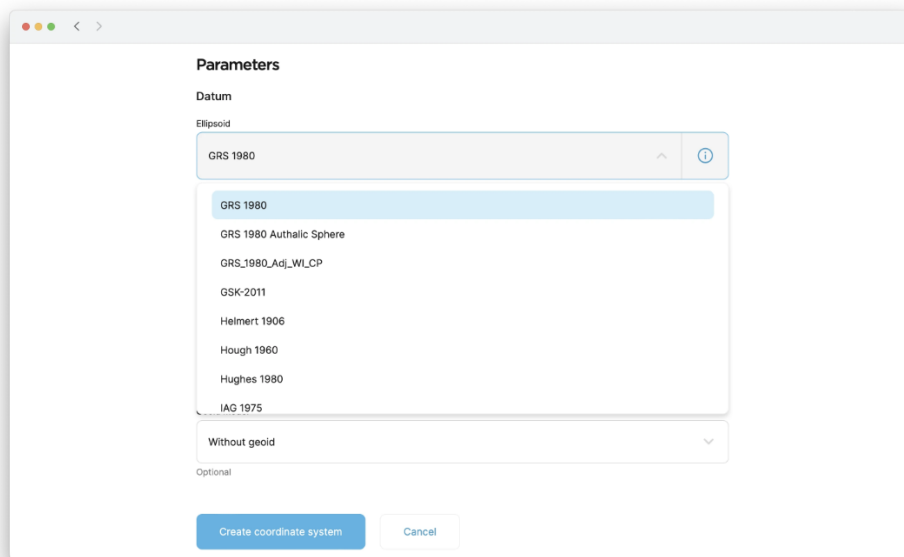 Parameters
Datum
Ellipsoid
GRS 1980
GRS 1980
GRS 1980 Authalic Sphere
GRS_1980_Adj_WI_CP
GSK-2011
Helmert 1906
Hough 1960
Hughes 1980
IAG 1975
Without geoid
Optional
Create coordinate system Cancel